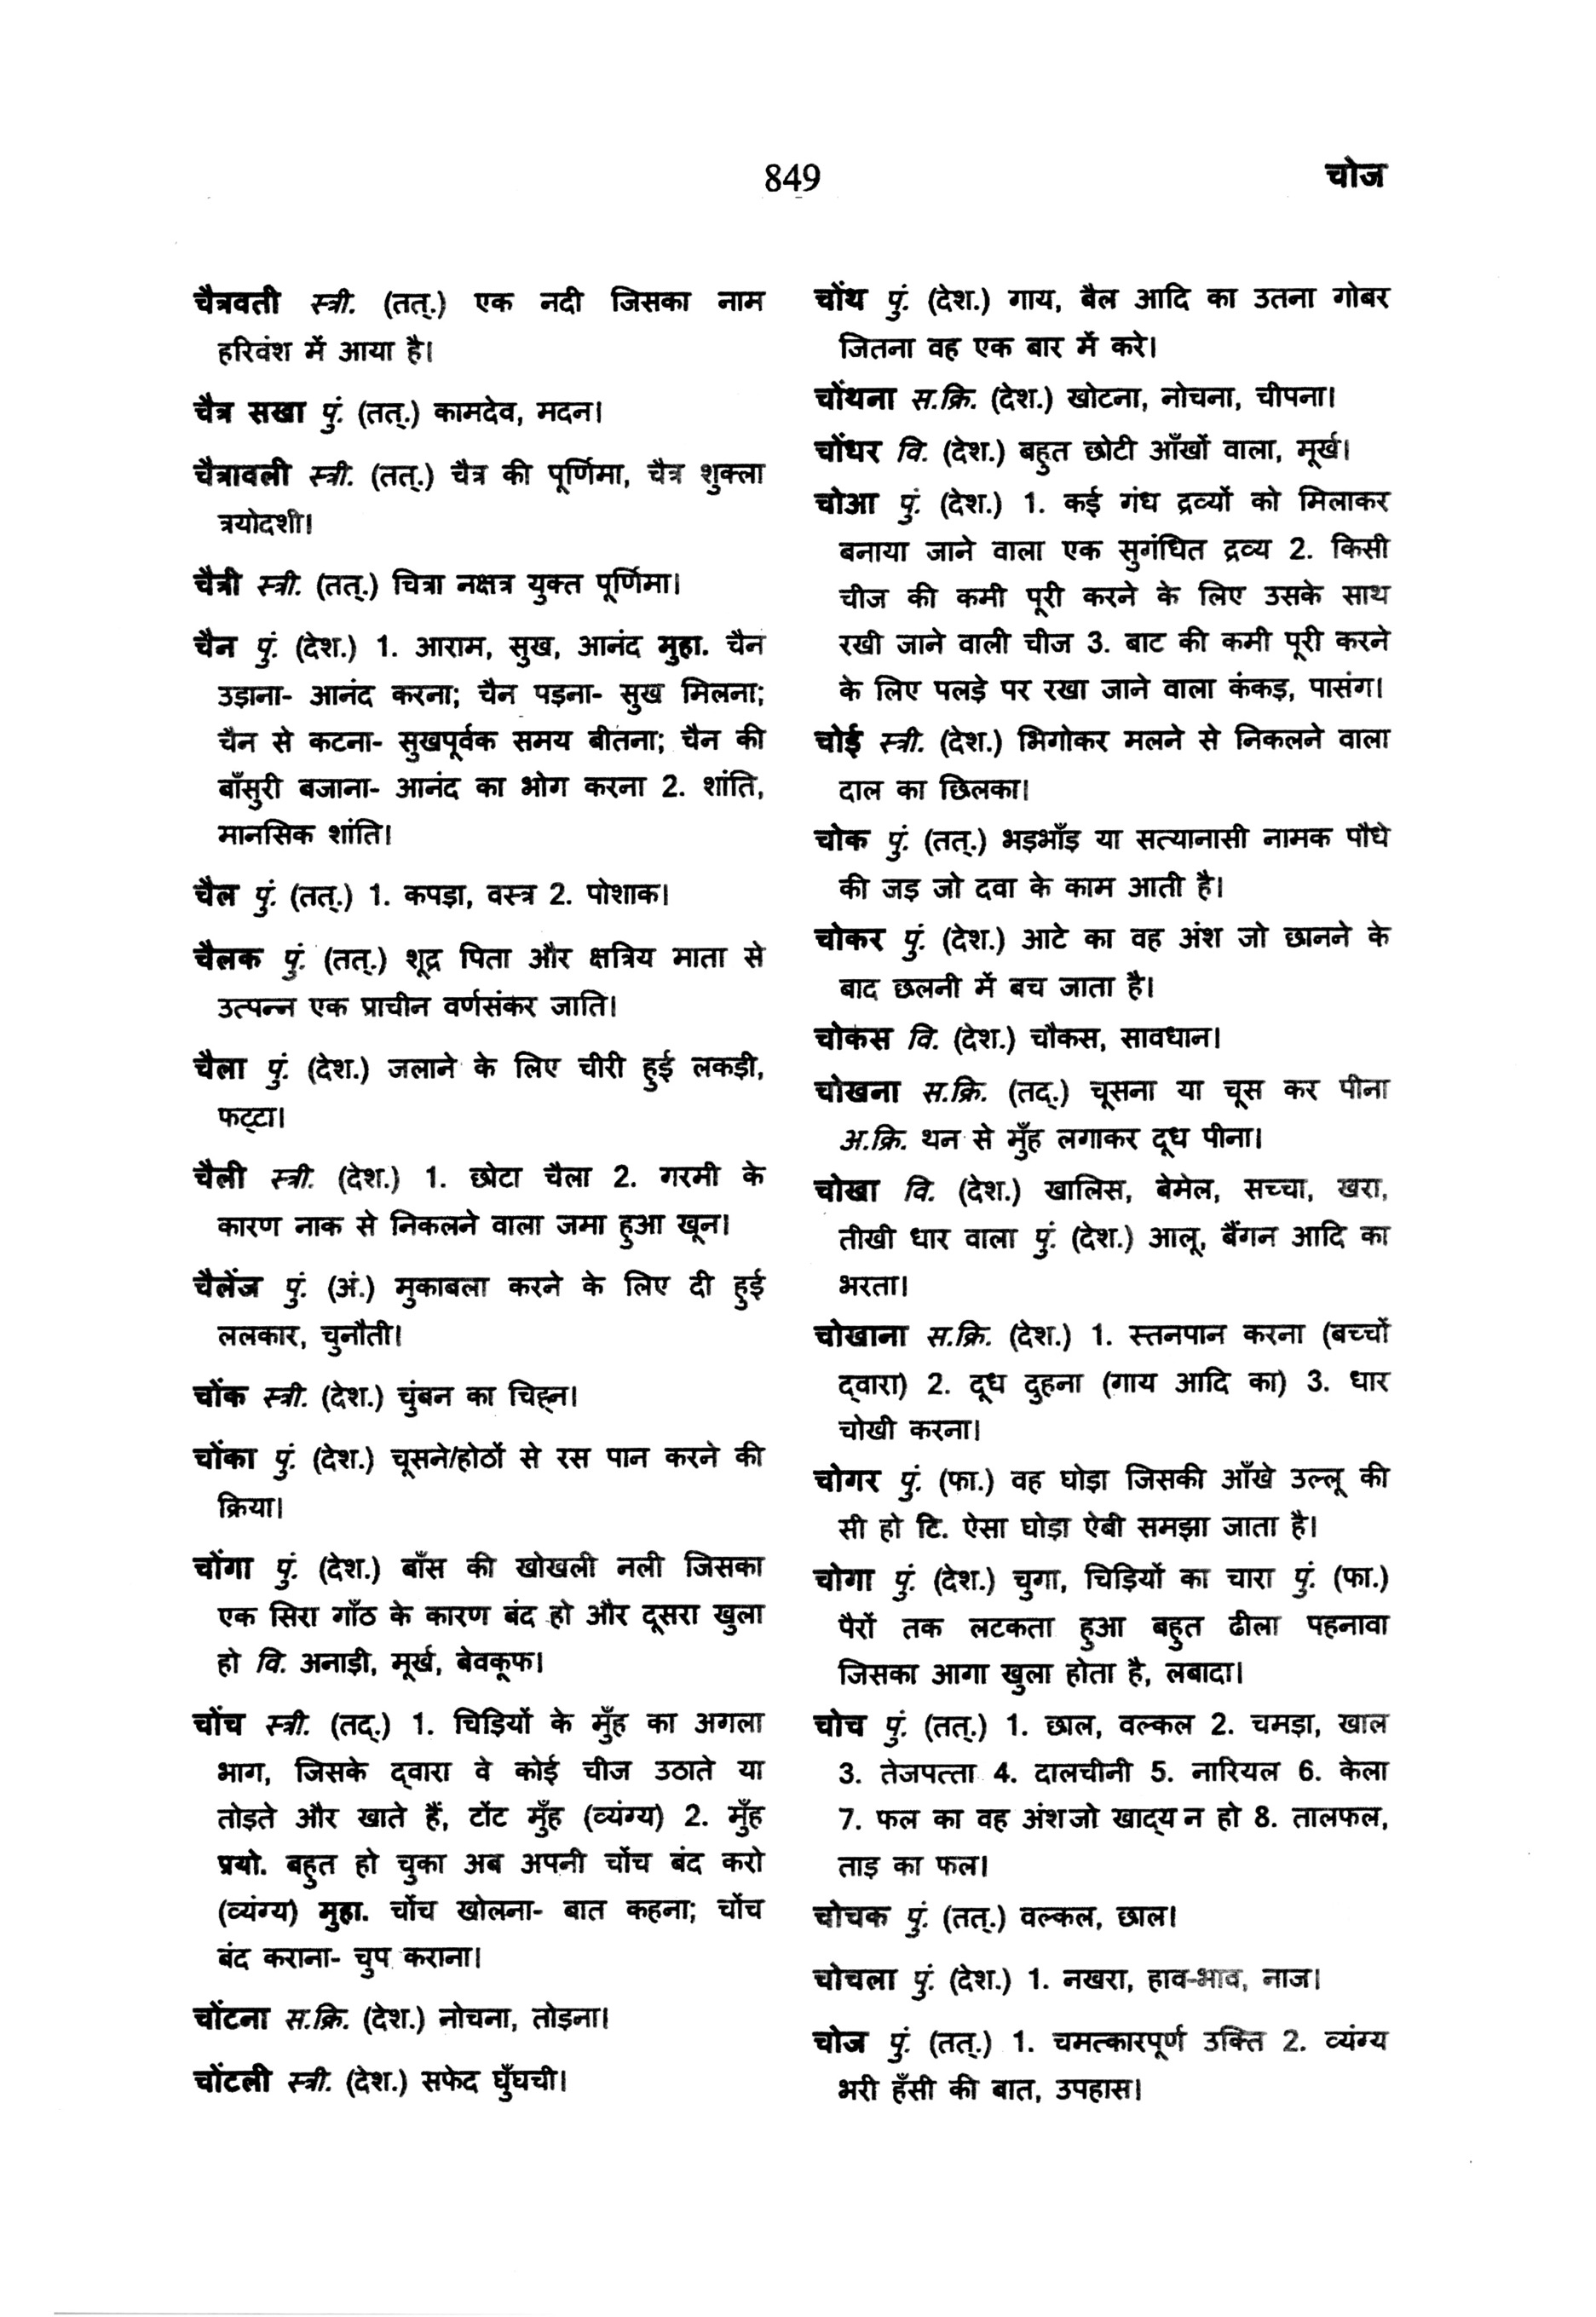 849
चोज
चैत्रवती स्त्री. (तत्.) एक नदी जिसका नाम
हरिवंश में आया है।
चैत्र सखा पुं. (तत्.) कामदेव, मदन।
चैत्रावली स्त्री. (तत्.) चैत्र की पूर्णिमा, चैत्र शुक्ला
त्रयोदशी।
चैत्री स्त्री. (तत्.) चित्रा नक्षत्र युक्त पूर्णिमा।
चैन पुं. (देश.) 1. आराम, सुख, आनंद मुहा. चैन
उड़ाना- आनंद करना; चैन पड़ना- सुख मिलना;
चैन से कटना- सुखपूर्वक समय बीतना; चैन की
बाँसुरी बजाना- आनंद का भोग करना 2. शांति,
मानसिक शांति।
चैल पुं. (तत्.) 1. कपड़ा, वस्त्र 2. पोशाक।
चैलक पुं. (तत्.) शूद्र पिता और क्षत्रिय माता से
उत्पन्न एक प्राचीन वर्णसंकर जाति।
चैला पुं. (देश.) जलाने के लिए चीरी हुई लकड़ी,
फट्टा।
चैली स्त्री. (देश.) 1. छोटा चैला 2. गरमी के
कारण नाक से निकलने वाला जमा हुआ खून।
चैलेंज पुं. (अं.) मुकाबला करने के लिए दी हुई
ललकार, चुनौती।
चोंक स्त्री. (देश.) चुंबन का चिह्न।
चोंका पुं. (देश.) चूसने/होठों से रस पान करने की
क्रिया।
चोंगा पुं. (देश.) बाँस की खोखली नली जिसका
एक सिरा गाँठ के कारण बंद हो और दूसरा खुला
हो वि. अनाड़ी, मूर्ख, बेवकूफ।
चोंच स्त्री. (तद्.) 1. चिड़ियों के मुँह का अगला
भाग, जिसके द्वारा वे कोई चीज उठाते या
तोड़ते और खाते हैं, टोंट मुँह (व्यंग्य) 2. मुँह
प्रयो. बहुत हो चुका अब अपनी चोंच बंद करो
(व्यंग्य) मुहा. चोंच खोलना- बात कहना; चोंच
बंद कराना- चुप कराना।
चोंटना स.क्रि. (देश.) नोचना, तोड़ना।
चोंटली स्त्री. (देश.) सफेद घुँघची।
चोंथ पुं. (देश.) गाय, बैल आदि का उतना गोबर
जितना वह एक बार में करे।
चोंथना स.क्रि. (देश.) खोटना, नोचना, चीपना।
चोंधर वि. (देश.) बहुत छोटी आँखों वाला, मूर्ख।
चोआ पुं. (देश.) 1. कई गंध द्रव्यों को मिलाकर
बनाया जाने वाला एक सुगंधित द्रव्य 2. किसी
चीज की कमी पूरी करने के लिए उसके साथ
रखी जाने वाली चीज 3. बाट की कमी पूरी करने
के लिए पलड़े पर रखा जाने वाला कंकड़, पासंग।
चोई स्त्री. (देश.) भिगोकर मलने से निकलने वाला
दाल का छिलका।
चोक पुं. (तत्.) भड़भाँड़ या सत्यानासी नामक पौधे
की जड़ जो दवा के काम आती है।
चोकर पुं. (देश.) आटे का वह अंश जो छानने के
बाद छलनी में बच जाता है।
चोकस वि. (देश.) चौकस, सावधान।
चोखना स.क्रि. (तद्.) चूसना या चूस कर पीना
अ.क्रि. थन से मुँह लगाकर दूध पीना।
चोखा वि. (देश.) खालिस, बेमेल, सच्चा, खरा,
तीखी धार वाला पुं. (देश.) आलू, बैंगन आदि का
भरता।
चोखाना स.क्रि. (देश.) 1. स्तनपान करना (बच्चों
द्वारा) 2. दूध दुहना (गाय आदि का) 3. धार
चोखी करना।
चोगर पुं. (फा.) वह घोड़ा जिसकी आँखे उल्लू की
सी हो टि. ऐसा घोड़ा ऐबी समझा जाता है।
चोगा पुं. (देश.) चुगा, चिड़ियों का चारा पुं. (फा.)
पैरों तक लटकता हुआ बहुत ढीला पहनावा
जिसका आगा खुला होता है, लबादा।
चोच पुं. (तत्.) 1. छाल, वल्कल 2. चमड़ा, खाल
3. तेजपत्ता 4. दालचीनी 5. नारियल 6. केला
7. फल का वह अंश जो खाद्य न हो 8. तालफल,
ताड़ का फल।
चोचक पुं. (तत्.) वल्कल, छाल।
चोचला पुं. (देश.) 1. नखरा, हाव-भाव, नाज।
चोज पुं. (तत्.) 1. चमत्कारपूर्ण उक्ति 2. व्यंग्य
भरी हँसी की बात, उपहास।